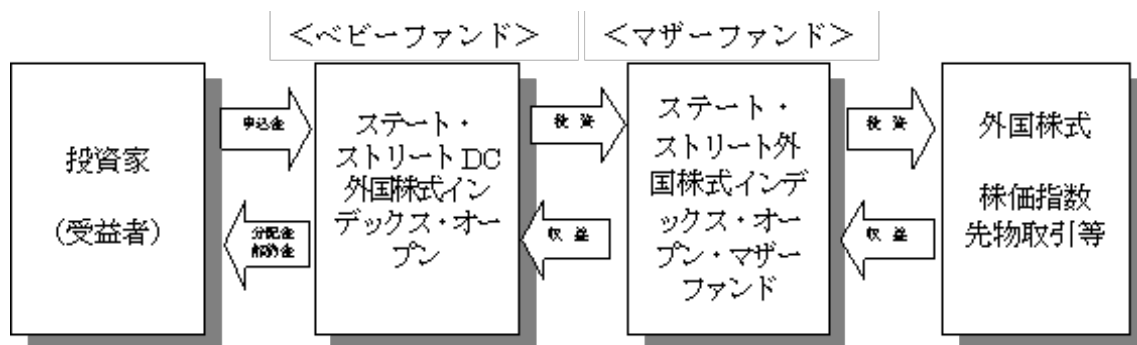 ＜ベビーファンド＞
＜マザーファンド＞
投資家
（受益者）
申込金
分配金
解約金
ステート・
ストリートDC
外国株式イン
デックス・オー
プン
投資
収益
ステート・
ストリート外
国株式インデ
ックス・オー
プン・マザー
ファンド
投資
収益
外国株式
株価指数
先物取引等